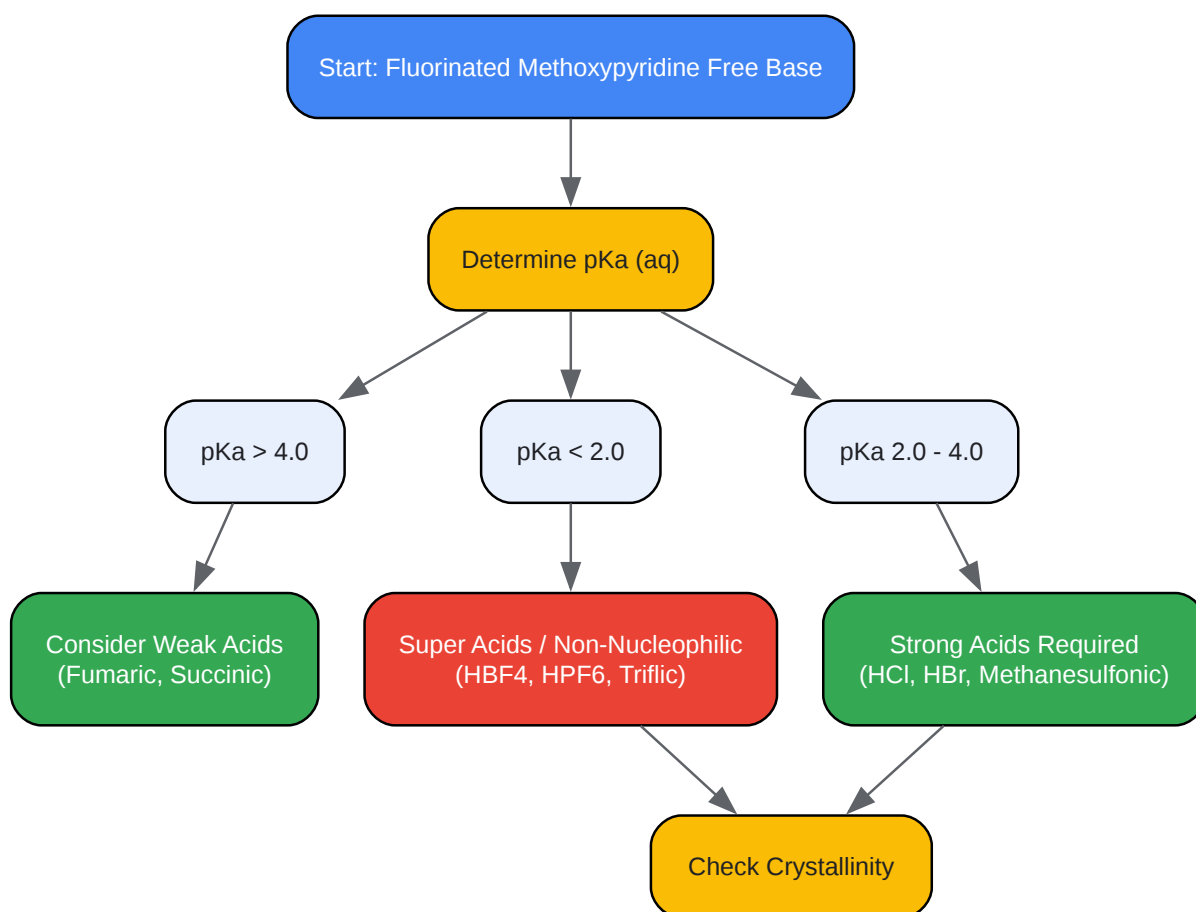 Start: Fluorinated Methoxypyridine Free Base
Determine pKa (aq)
pKa > 4.0
pKa < 2.0
pKa 2.0 - 4.0
Consider Weak Acids
(Fumaric, Succinic)
Super Acids / Non-Nucleophilic
(HBF4, HPF6, Triflic)
Strong Acids Required
(HCl, HBr, Methanesulfonic)
Check Crystallinity